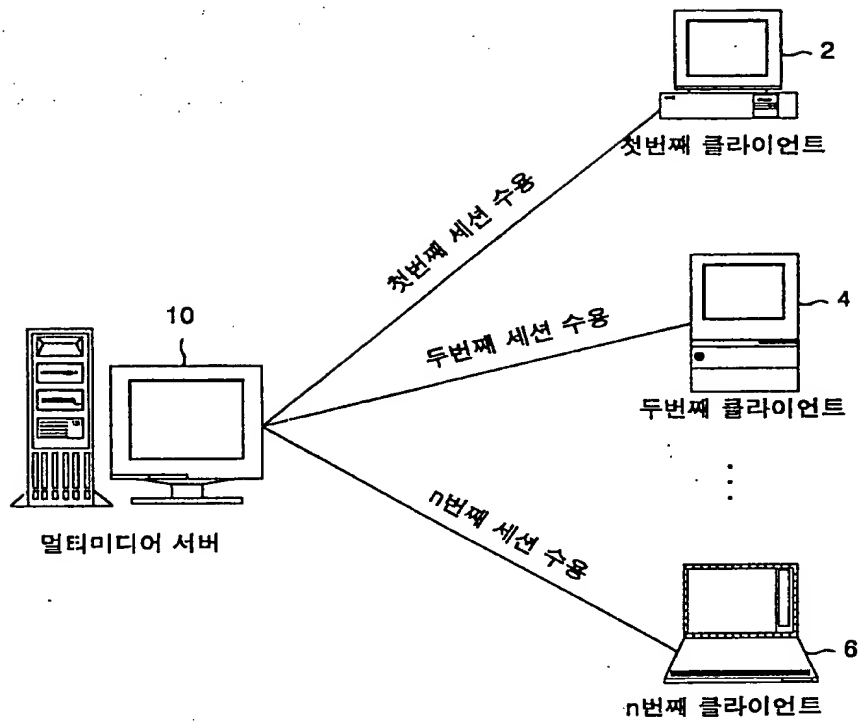 2
첫번째 클라이언트
첫번째 세션 수용
4
두번째 세션 수용
두번째 클라이언트
10
멀티미디어 서버
n번째 세션 수용
6
n번째 클라이언트